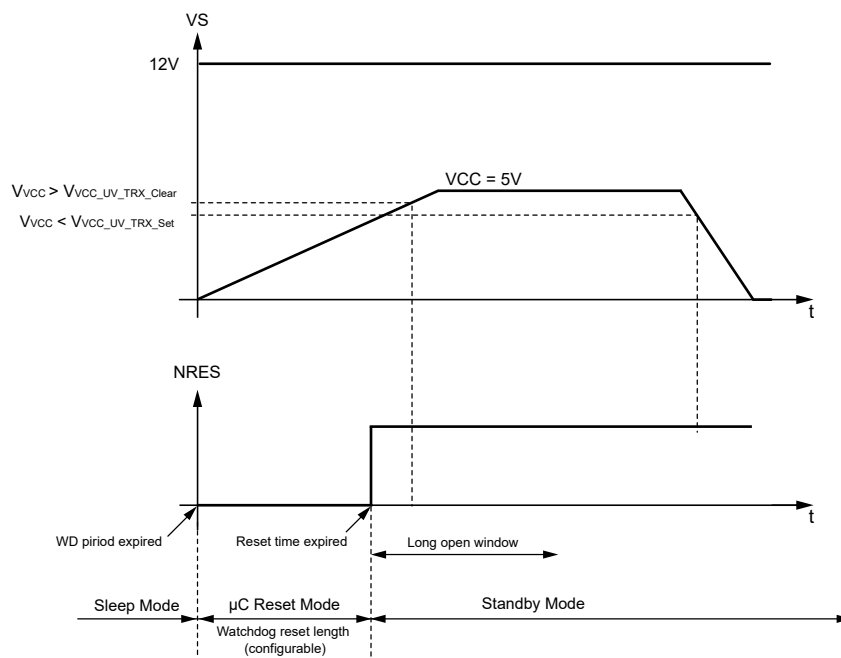 VS
12V
VCC = 5V
VVCC > VVCC_UV_TRX_Clear
VVCC < VVCC_UV_TRX_Set
t
NRES
t
WD piriod expired
Reset time expired
Long open window
Sleep Mode
µC Reset Mode
Standby Mode
Watchdog reset length
(configurable)